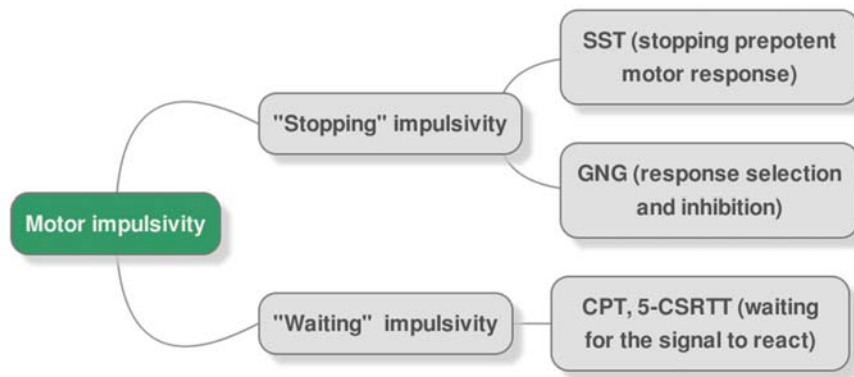 SST (stopping prepotent
motor response)
"Stopping" impulsivity
GNG (response selection
and inhibition)
Motor impulsivity
"Waiting" impulsivity
CPT, 5-CSRTT (waiting
for the signal to react)